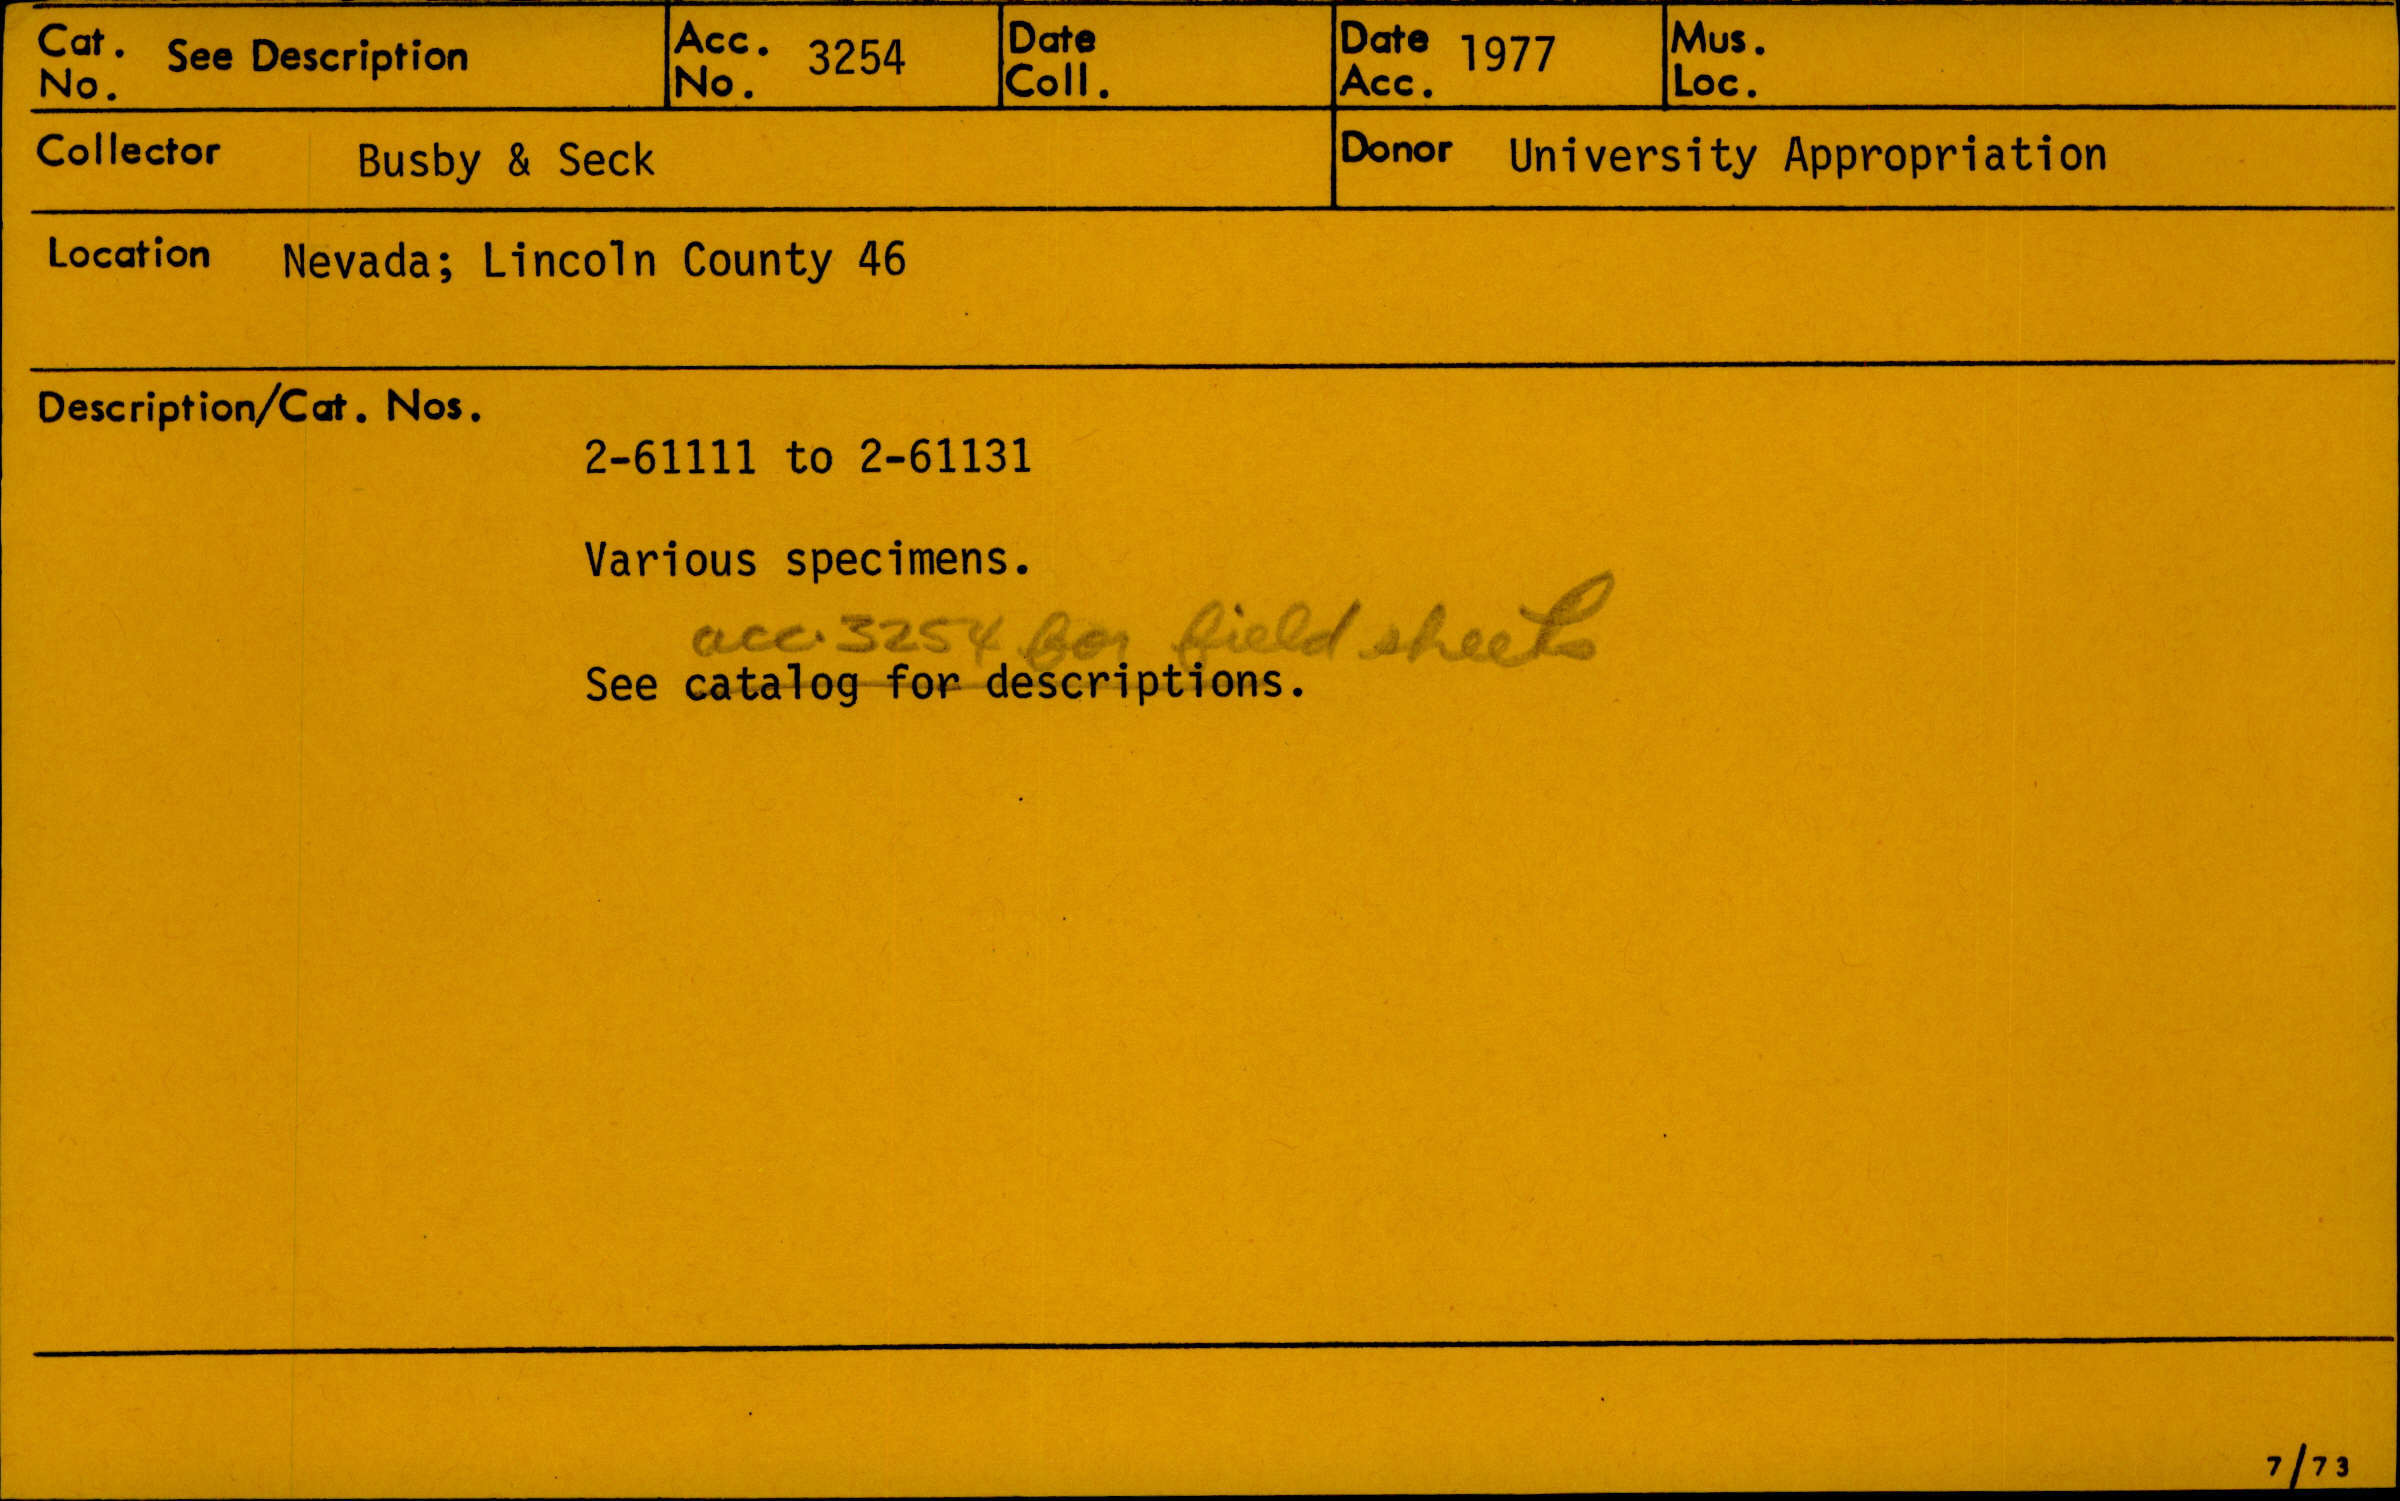 Cat. No. See Description Acc. No. 3254 Date Coll. Date Acc. 1977 Mus. Loc.
Collector Busby & Seck Donor University Appropriation
Location Nevada; Lincoln County 46
Description/Cat. Nos.
2-61111 to 2-61131
Various specimens.
acc. 3254 for field sheets
See catalog for descriptions.
7/73